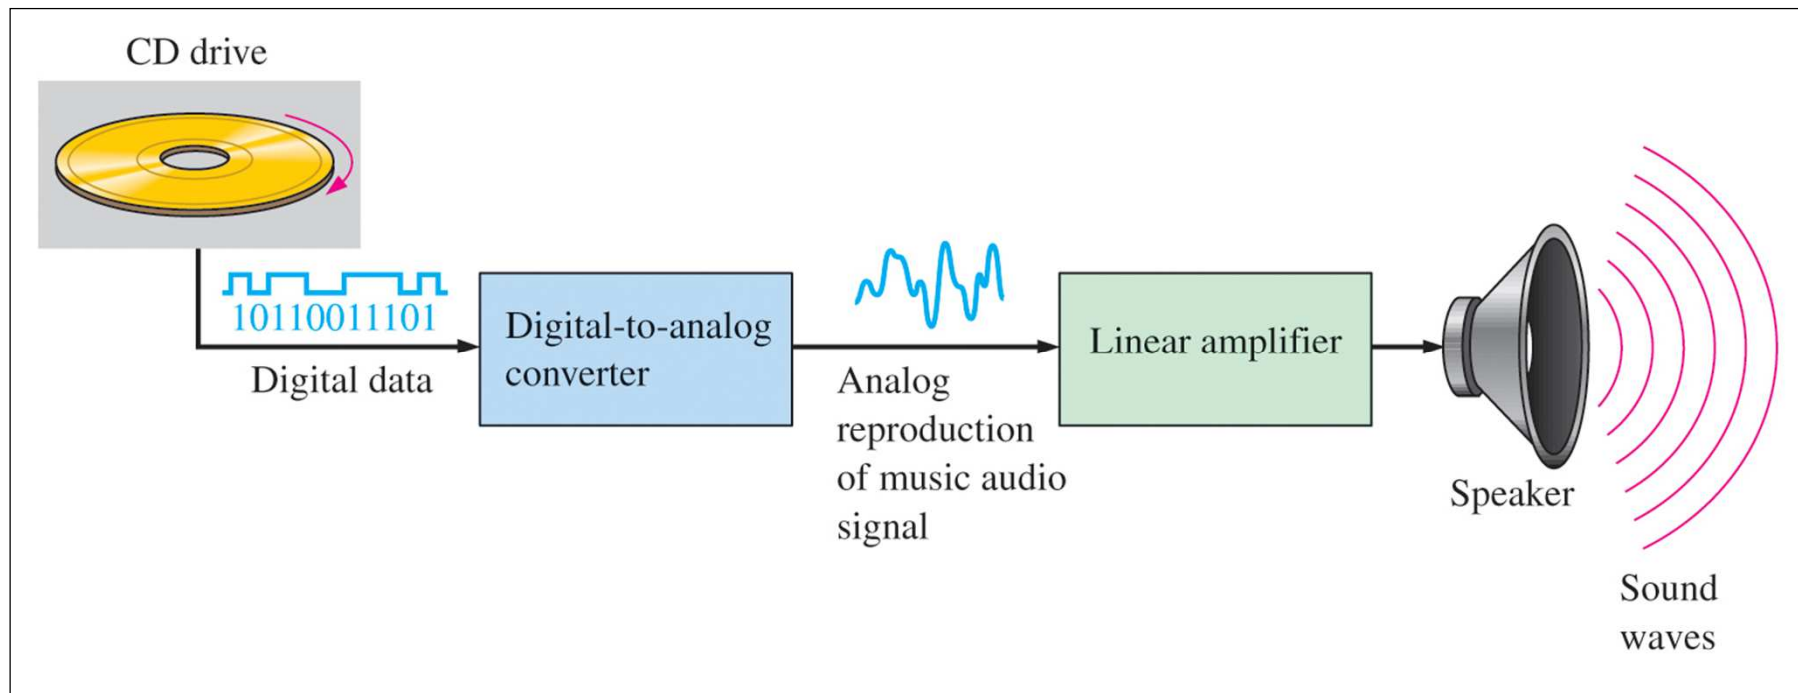 CD drive
10110011101
Digital data
Digital-to-analog
converter
Analog
reproduction
of music audio
signal
Linear amplifier
Speaker
Sound
waves